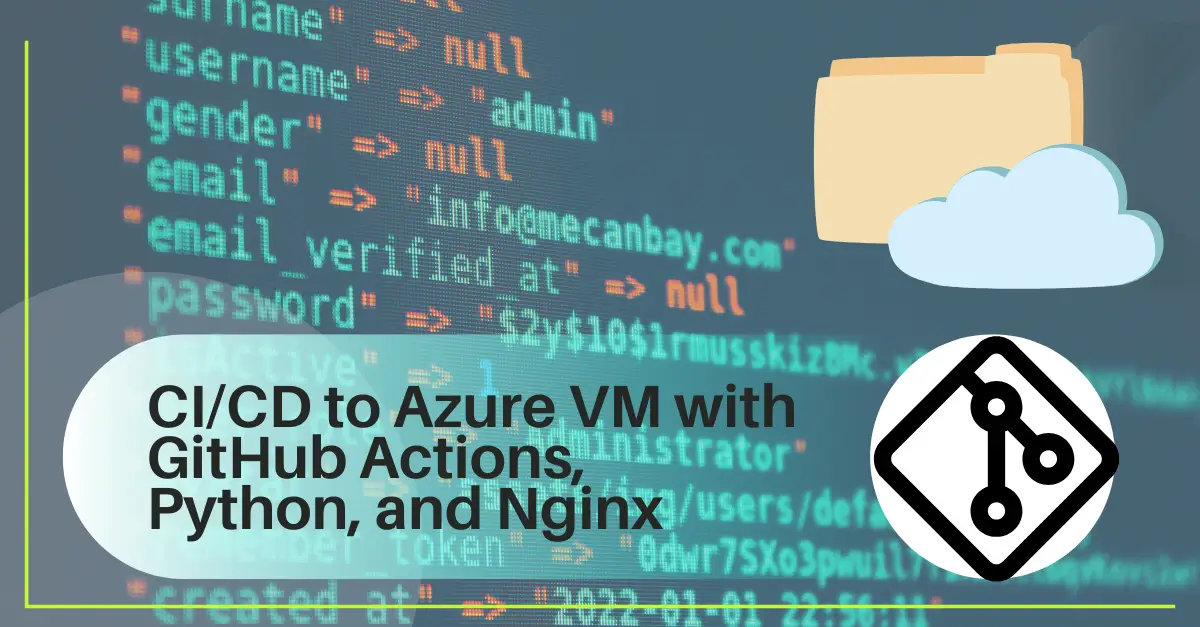 surname" => null
"username" => "admin"
"gender" => null
"email" => "info@mecanbay.com"
"email_verified_at" => null
"password" => "$2y$10$1rmusskiz8Mc.
"isActive" => 1
CI/CD to Azure VM with
Administrator"
GitHub Actions,
/img/users/defa
Python, and Nginx
_token" => "0dwr7SXo3pwuil7
"created_at" => "2022-01-01 22:56:11"